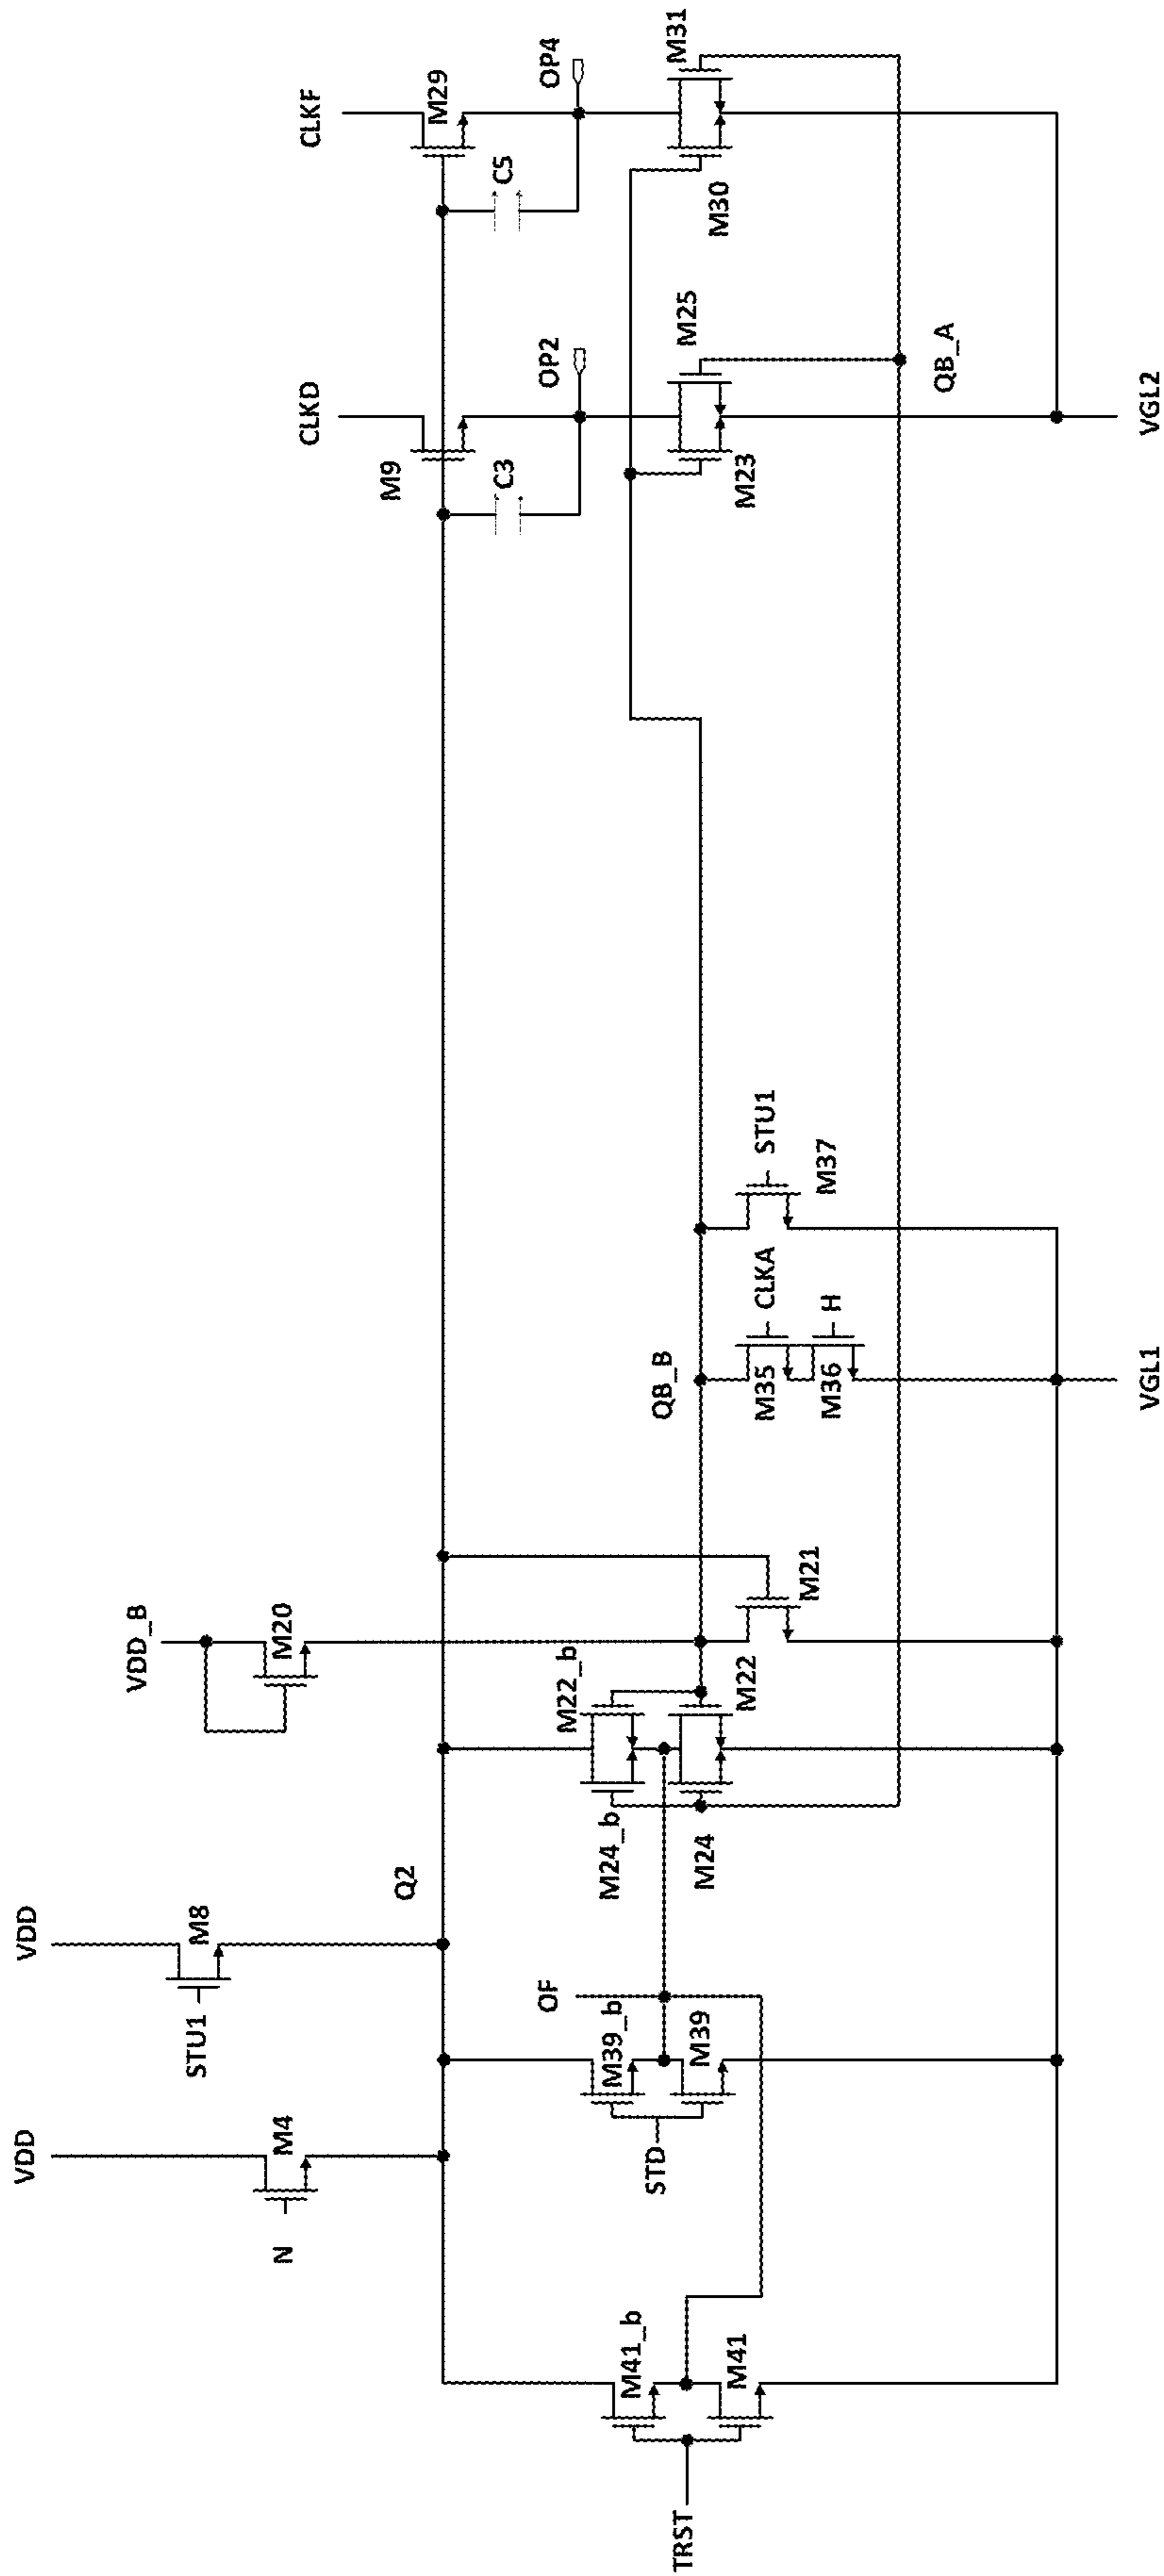 VDD
VDD
VDD_B
CLKD
CLKF
N
M4
STU1
M8
M20
M9
M29
Q2
C3
C5
OP2
OP4
TRST
M41_b
M41
STD
M39_b
M39
OF
M24_b
M22_b
M24
M22
M21
QB_B
M35
CLKA
M36
H
STU1
M37
M23
M25
M30
M31
QB_A
VGL1
VGL2